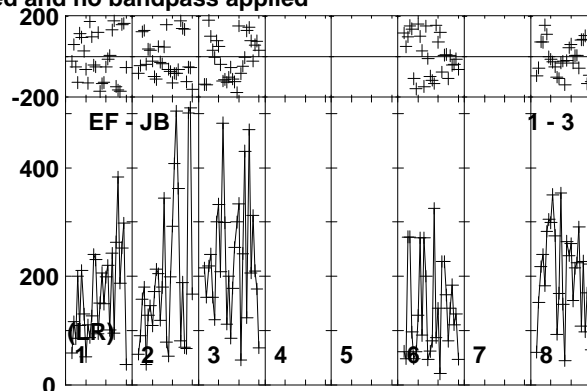 ed and no bandpass applied
200
-200
EF - JB 1 - 3
400
200
(LR)
1 2 3 4 5 6 7 8
0